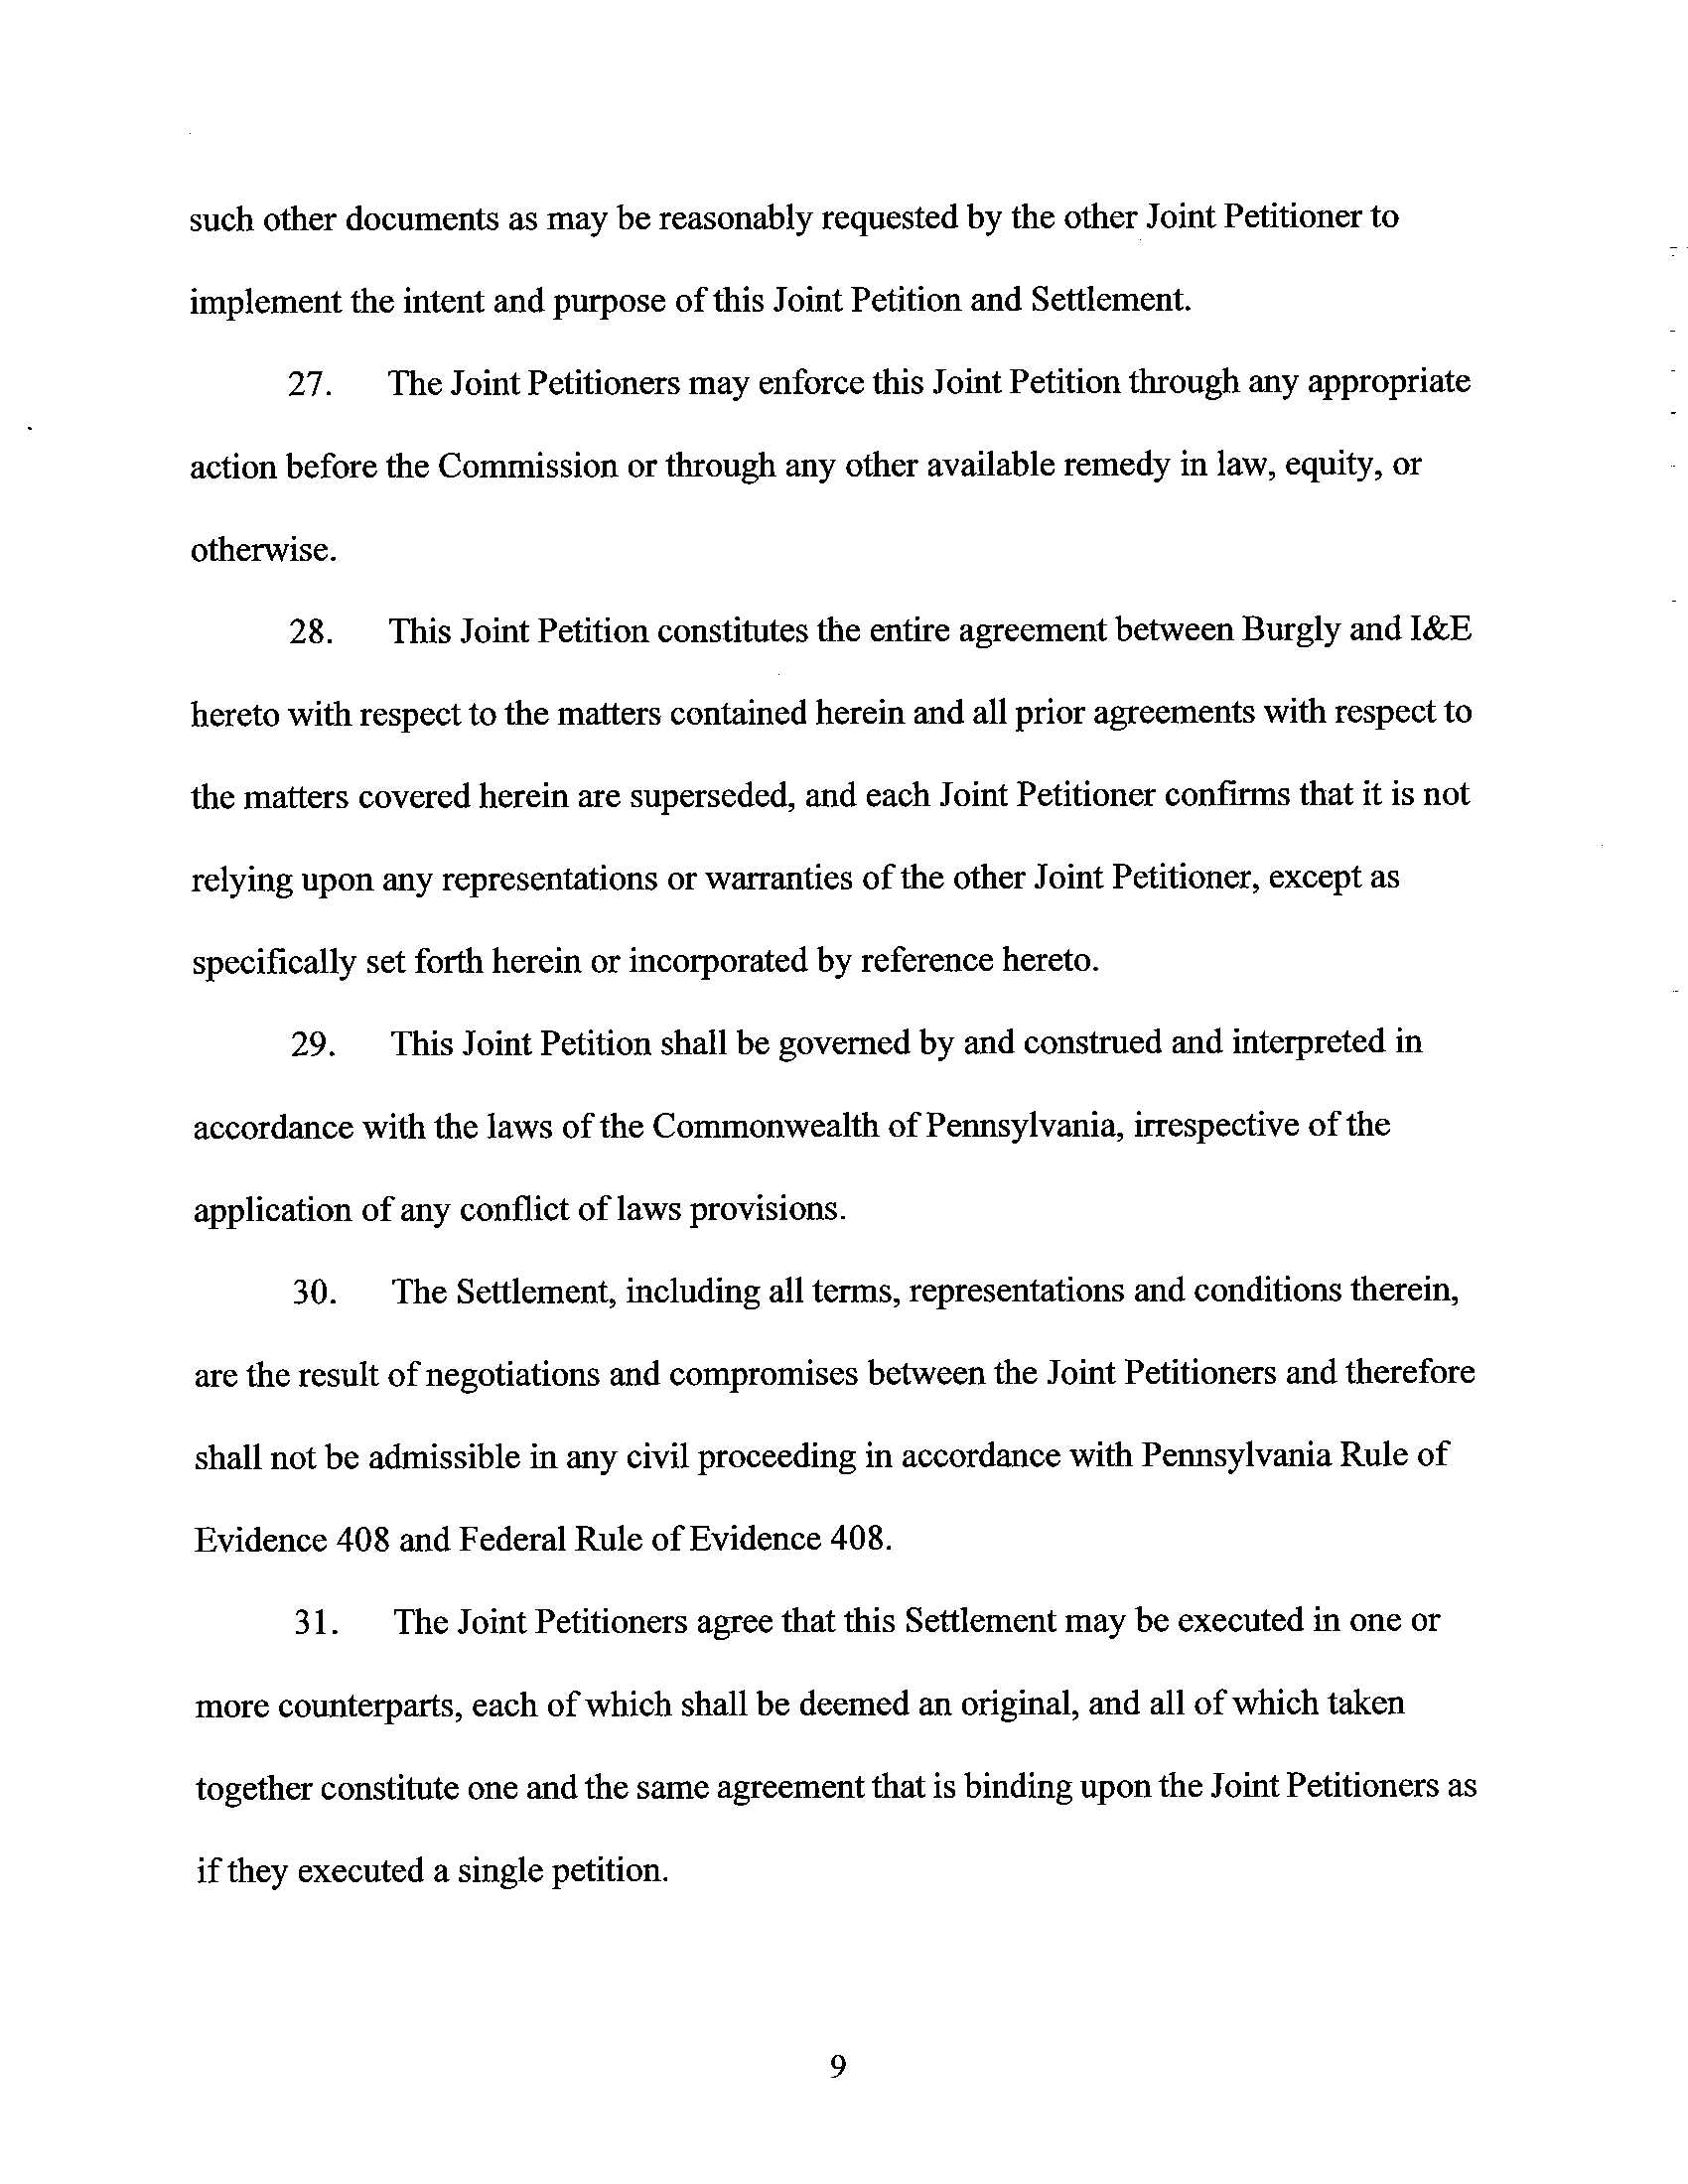 such other documents as may be reasonably requested by the other Joint Petitioner to
implement the intent and purpose of this Joint Petition and Settlement.
27. The Joint Petitioners may enforce this Joint Petition through any appropriate
action before the Commission or through any other available remedy in law, equity, or
otherwise.
28. This Joint Petition constitutes the entire agreement between Burgly and I&E
hereto with respect to the matters contained herein and all prior agreements with respect to
the matters covered herein are superseded, and each Joint Petitioner confirms that it is not
relying upon any representations or warranties of the other Joint Petitioner, except as
specifically set forth herein or incorporated by reference hereto.
29. This Joint Petition shall be governed by and construed and interpreted in
accordance with the laws of the Commonwealth of Pennsylvania, irrespective of the
application of any conflict of laws provisions.
30. The Settlement, including all terms, representations and conditions therein,
are the result of negotiations and compromises between the Joint Petitioners and therefore
shall not be admissible in any civil proceeding in accordance with Pennsylvania Rule of
Evidence 408 and Federal Rule of Evidence 408.
31. The Joint Petitioners agree that this Settlement may be executed in one or
more counterparts, each of which shall be deemed an original, and all of which taken
together constitute one and the same agreement that is binding upon the Joint Petitioners as
if they executed a single petition.
9